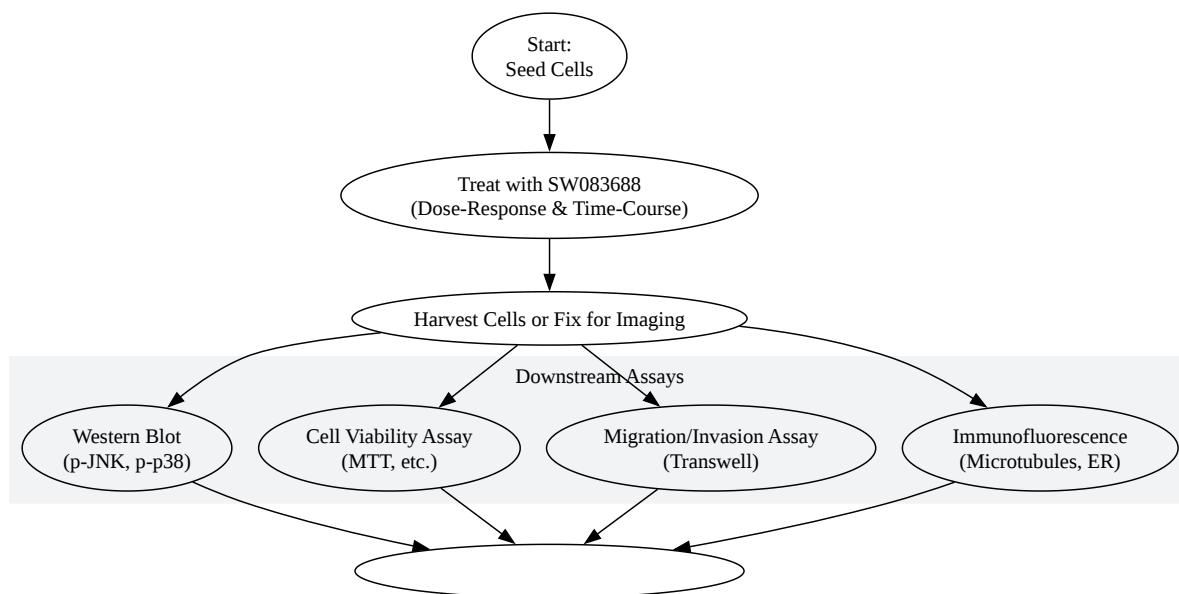 Start:
Seed Cells
Treat with SW083688
(Dose-Response & Time-Course)
Harvest Cells or Fix for Imaging
Downstream Assays
Western Blot
(p-JNK, p-p38)
Cell Viability Assay
(MTT, etc.)
Migration/Invasion Assay
(Transwell)
Immunofluorescence
(Microtubules, ER)